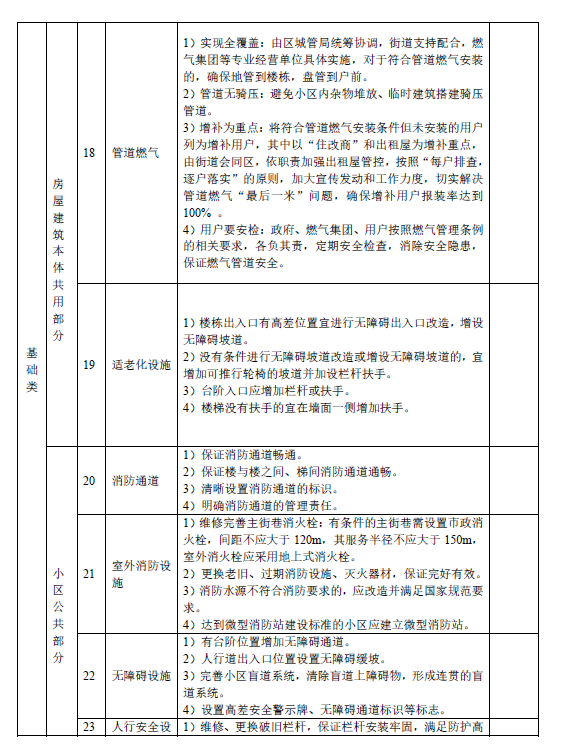 基础类
房屋建筑本体共用部分
18
管道燃气
1）实现全覆盖：由区城管局统筹协调，街道支持配合，燃
气集团等专业经营单位具体实施，对于符合管道燃气安装
的，确保地管到楼栋，盘管到户前。
2）管道无骑压：避免小区内杂物堆放、临时建筑搭建骑压
管道。
3）增补为重点：将符合管道燃气安装条件但未安装的用户
列为增补用户，其中以“住改商”和出租屋为增补重点，
由街道会同区，依职责加强出租屋管控，按照“每户排查，
逐户落实”的原则，加大宣传发动和工作力度，切实解决
管道燃气“最后一米”问题，确保增补用户报装率达到
100% 。
4）用户要安检：政府、燃气集团、用户按照燃气管理条例
的相关要求，各负其责，定期安全检查，消除安全隐患，
保证燃气管道安全。
19
适老化设施
1）楼栋出入口有高差位置宜进行无障碍出入口改造，增设
无障碍坡道。
2）没有条件进行无障碍坡道改造或增设无障碍坡道的，宜
增加可推行轮椅的坡道并加设栏杆扶手。
3）台阶入口应增加栏杆或扶手。
4）楼梯没有扶手的宜在墙面一侧增加扶手。
小区公共部分
20
消防通道
1）保证消防通道畅通。
2）保证楼与楼之间、梯间消防通道通畅。
3）清晰设置消防通道的标识。
4）明确消防通道的管理责任。
21
室外消防设
施
1）维修完善主街巷消火栓：有条件的主街巷需设置市政消
火栓，间距不应大于 120m，其服务半径不应大于 150m，
室外消火栓应采用地上式消火栓。
2）更换老旧、过期消防设施、灭火器材，保证完好有效。
3）消防水源不符合消防要求的，应改造并满足国家规范要
求。
4）达到微型消防站建设标准的小区应建立微型消防站。
22
无障碍设施
1）有台阶位置增加无障碍通道。
2）人行道出入口位置设置无障碍缓坡。
3）完善小区盲道系统，清除盲道上障碍物，形成连贯的盲
道系统。
4）设置高差安全警示牌、无障碍通道标识等标志。
23
人行安全设
1）维修、更换破旧栏杆，保证栏杆安装牢固，满足防护高